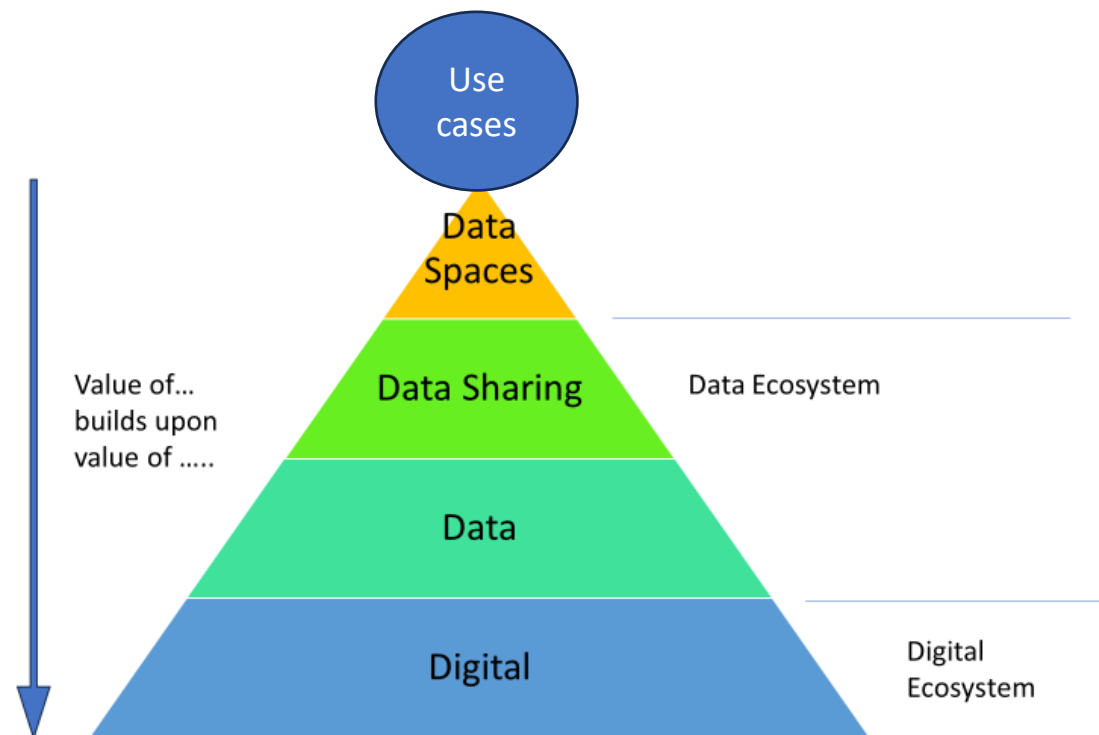 Use
cases
Data
Spaces
Data Sharing
Data Ecosystem
Value of...
builds upon
value of .....
Data
Digital
Digital
Ecosystem